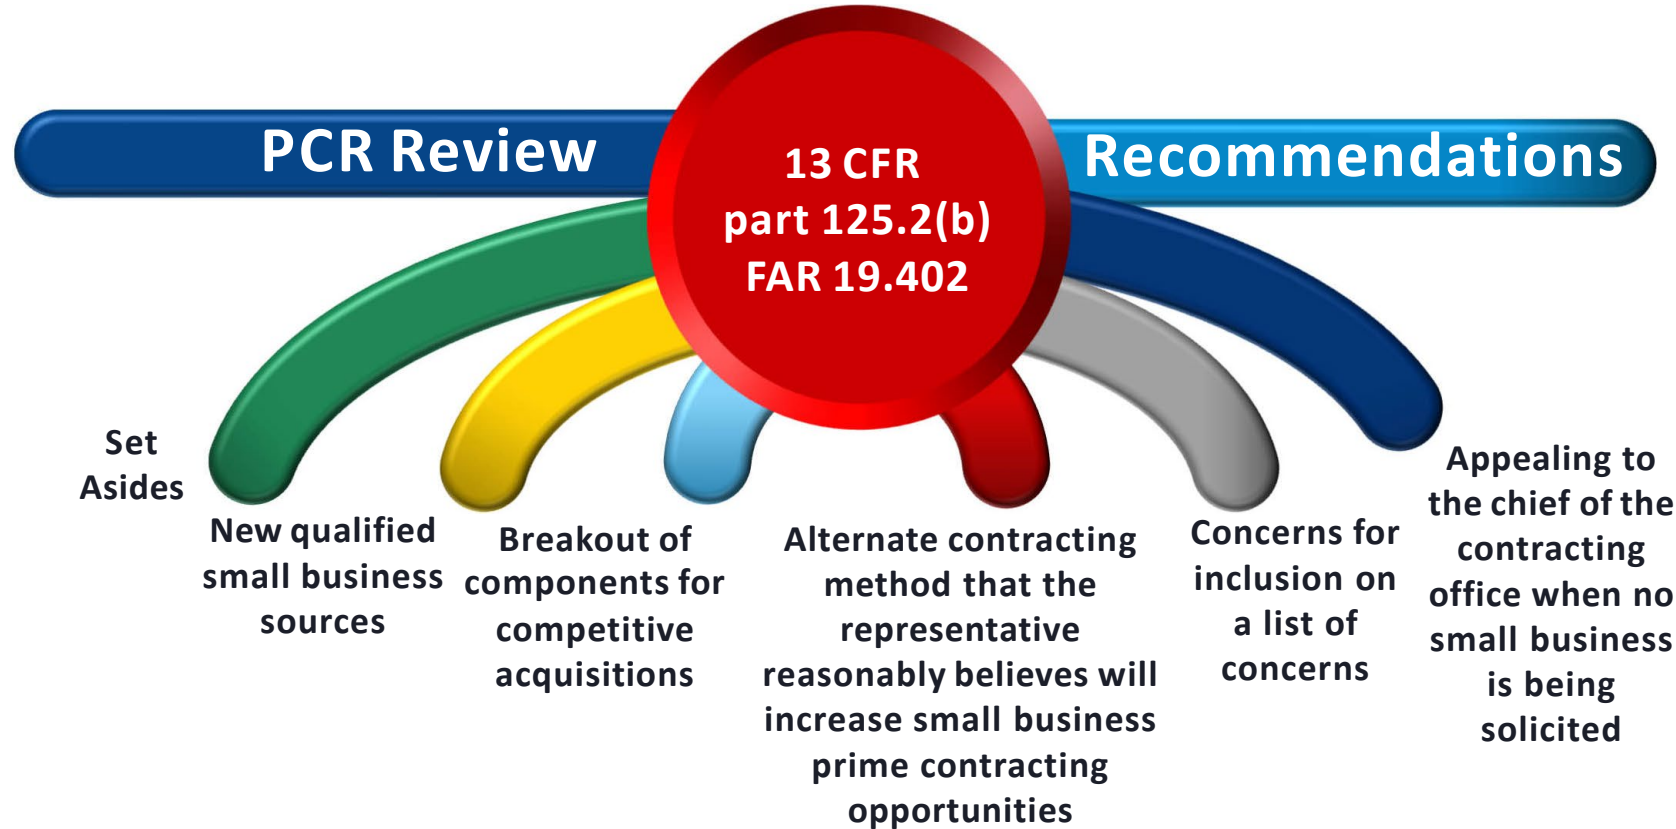 PCR Review
13 CFR
part 125.2(b)
FAR 19.402
Recommendations
Set
Asides
New qualified
small business
sources
Breakout of
components for
competitive
acquisitions
Alternate contracting
method that the
representative
reasonably believes will
increase small business
prime contracting
opportunities
Concerns for
inclusion on
a list of
concerns
Appealing to
the chief of the
contracting
office when no
small business
is being
solicited